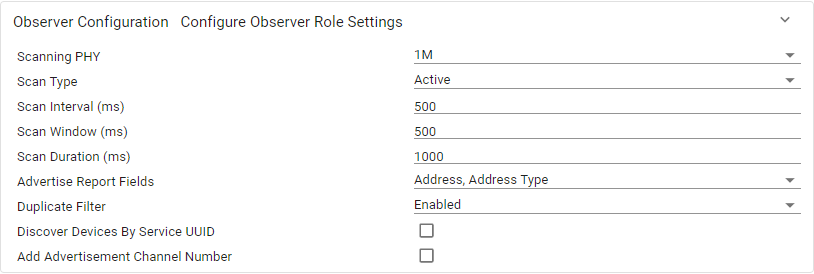 Observer Configuration Configure Observer Role Settings
Scanning PHY 1M
Scan Type Active
Scan Interval (ms) 500
Scan Window (ms) 500
Scan Duration (ms) 1000
Advertise Report Fields Address, Address Type
Duplicate Filter Enabled
Discover Devices By Service UUID
Add Advertisement Channel Number